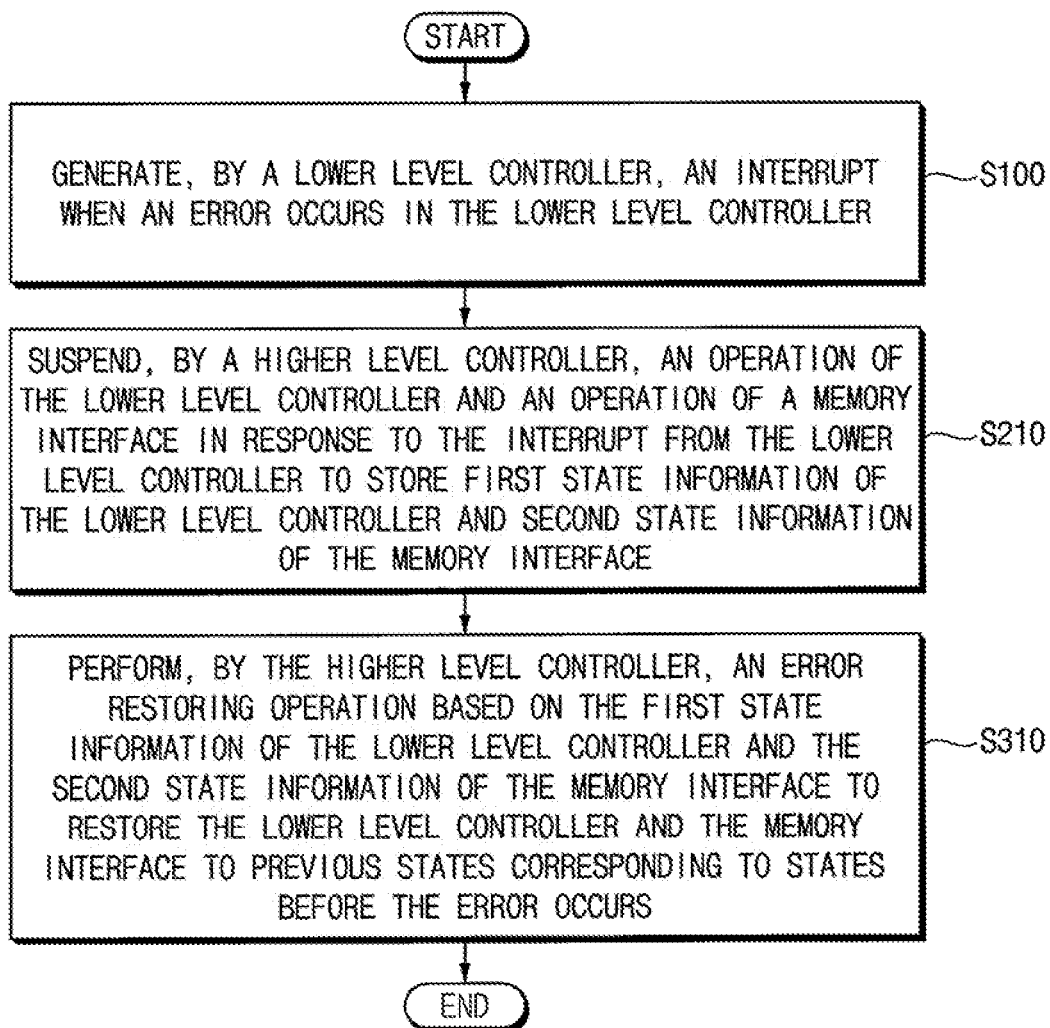 START
GENERATE, BY A LOWER LEVEL CONTROLLER, AN INTERRUPT
WHEN AN ERROR OCCURS IN THE LOWER LEVEL CONTROLLER
S100
SUSPEND, BY A HIGHER LEVEL CONTROLLER, AN OPERATION OF
THE LOWER LEVEL CONTROLLER AND AN OPERATION OF A MEMORY
INTERFACE IN RESPONSE TO THE INTERRUPT FROM THE LOWER
LEVEL CONTROLLER TO STORE FIRST STATE INFORMATION OF
THE LOWER LEVEL CONTROLLER AND SECOND STATE INFORMATION
OF THE MEMORY INTERFACE
S210
PERFORM, BY THE HIGHER LEVEL CONTROLLER, AN ERROR
RESTORING OPERATION BASED ON THE FIRST STATE
INFORMATION OF THE LOWER LEVEL CONTROLLER AND THE
SECOND STATE INFORMATION OF THE MEMORY INTERFACE TO
RESTORE THE LOWER LEVEL CONTROLLER AND THE MEMORY
INTERFACE TO PREVIOUS STATES CORRESPONDING TO STATES
BEFORE THE ERROR OCCURS
S310
END